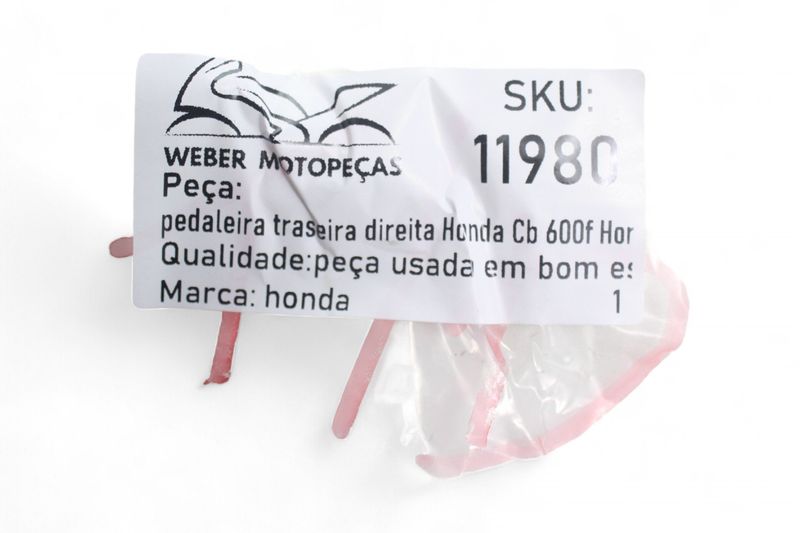 SKU:
11980
WEBER MOTOPEÇAS
Peça:
pedaleira traseira direita Honda Cb 600f Hor
Qualidade:peça usada em bom es
Marca: honda 1